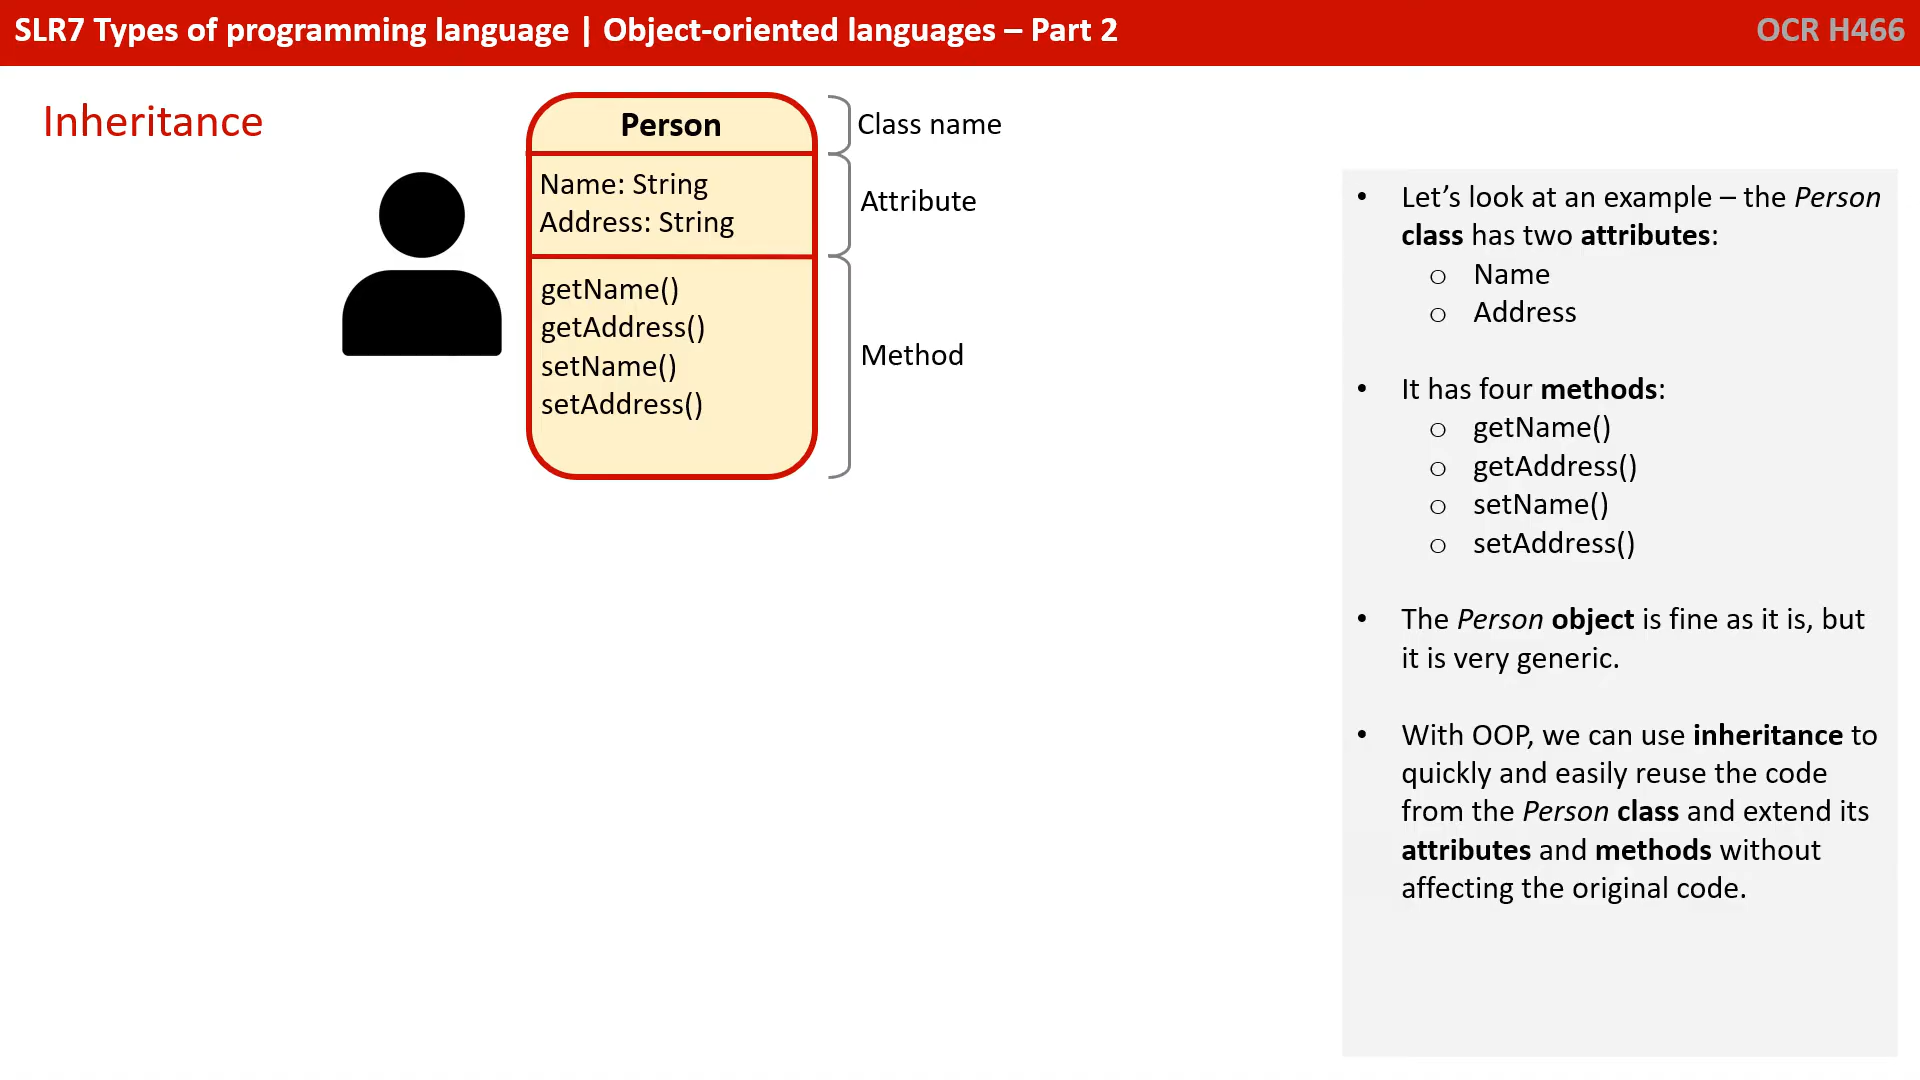 SLR7 Types of programming language | Object-oriented languages – Part 2
OCR H466
Inheritance
Person
Name: String
Address: String
getName()
getAddress()
setName()
setAddress()
Class name
Attribute
Method
• Let’s look at an example – the Person
class has two attributes:
o Name
o Address
• It has four methods:
o getName()
o getAddress()
o setName()
o setAddress()
• The Person object is fine as it is, but
it is very generic.
• With OOP, we can use inheritance to
quickly and easily reuse the code
from the Person class and extend its
attributes and methods without
affecting the original code.